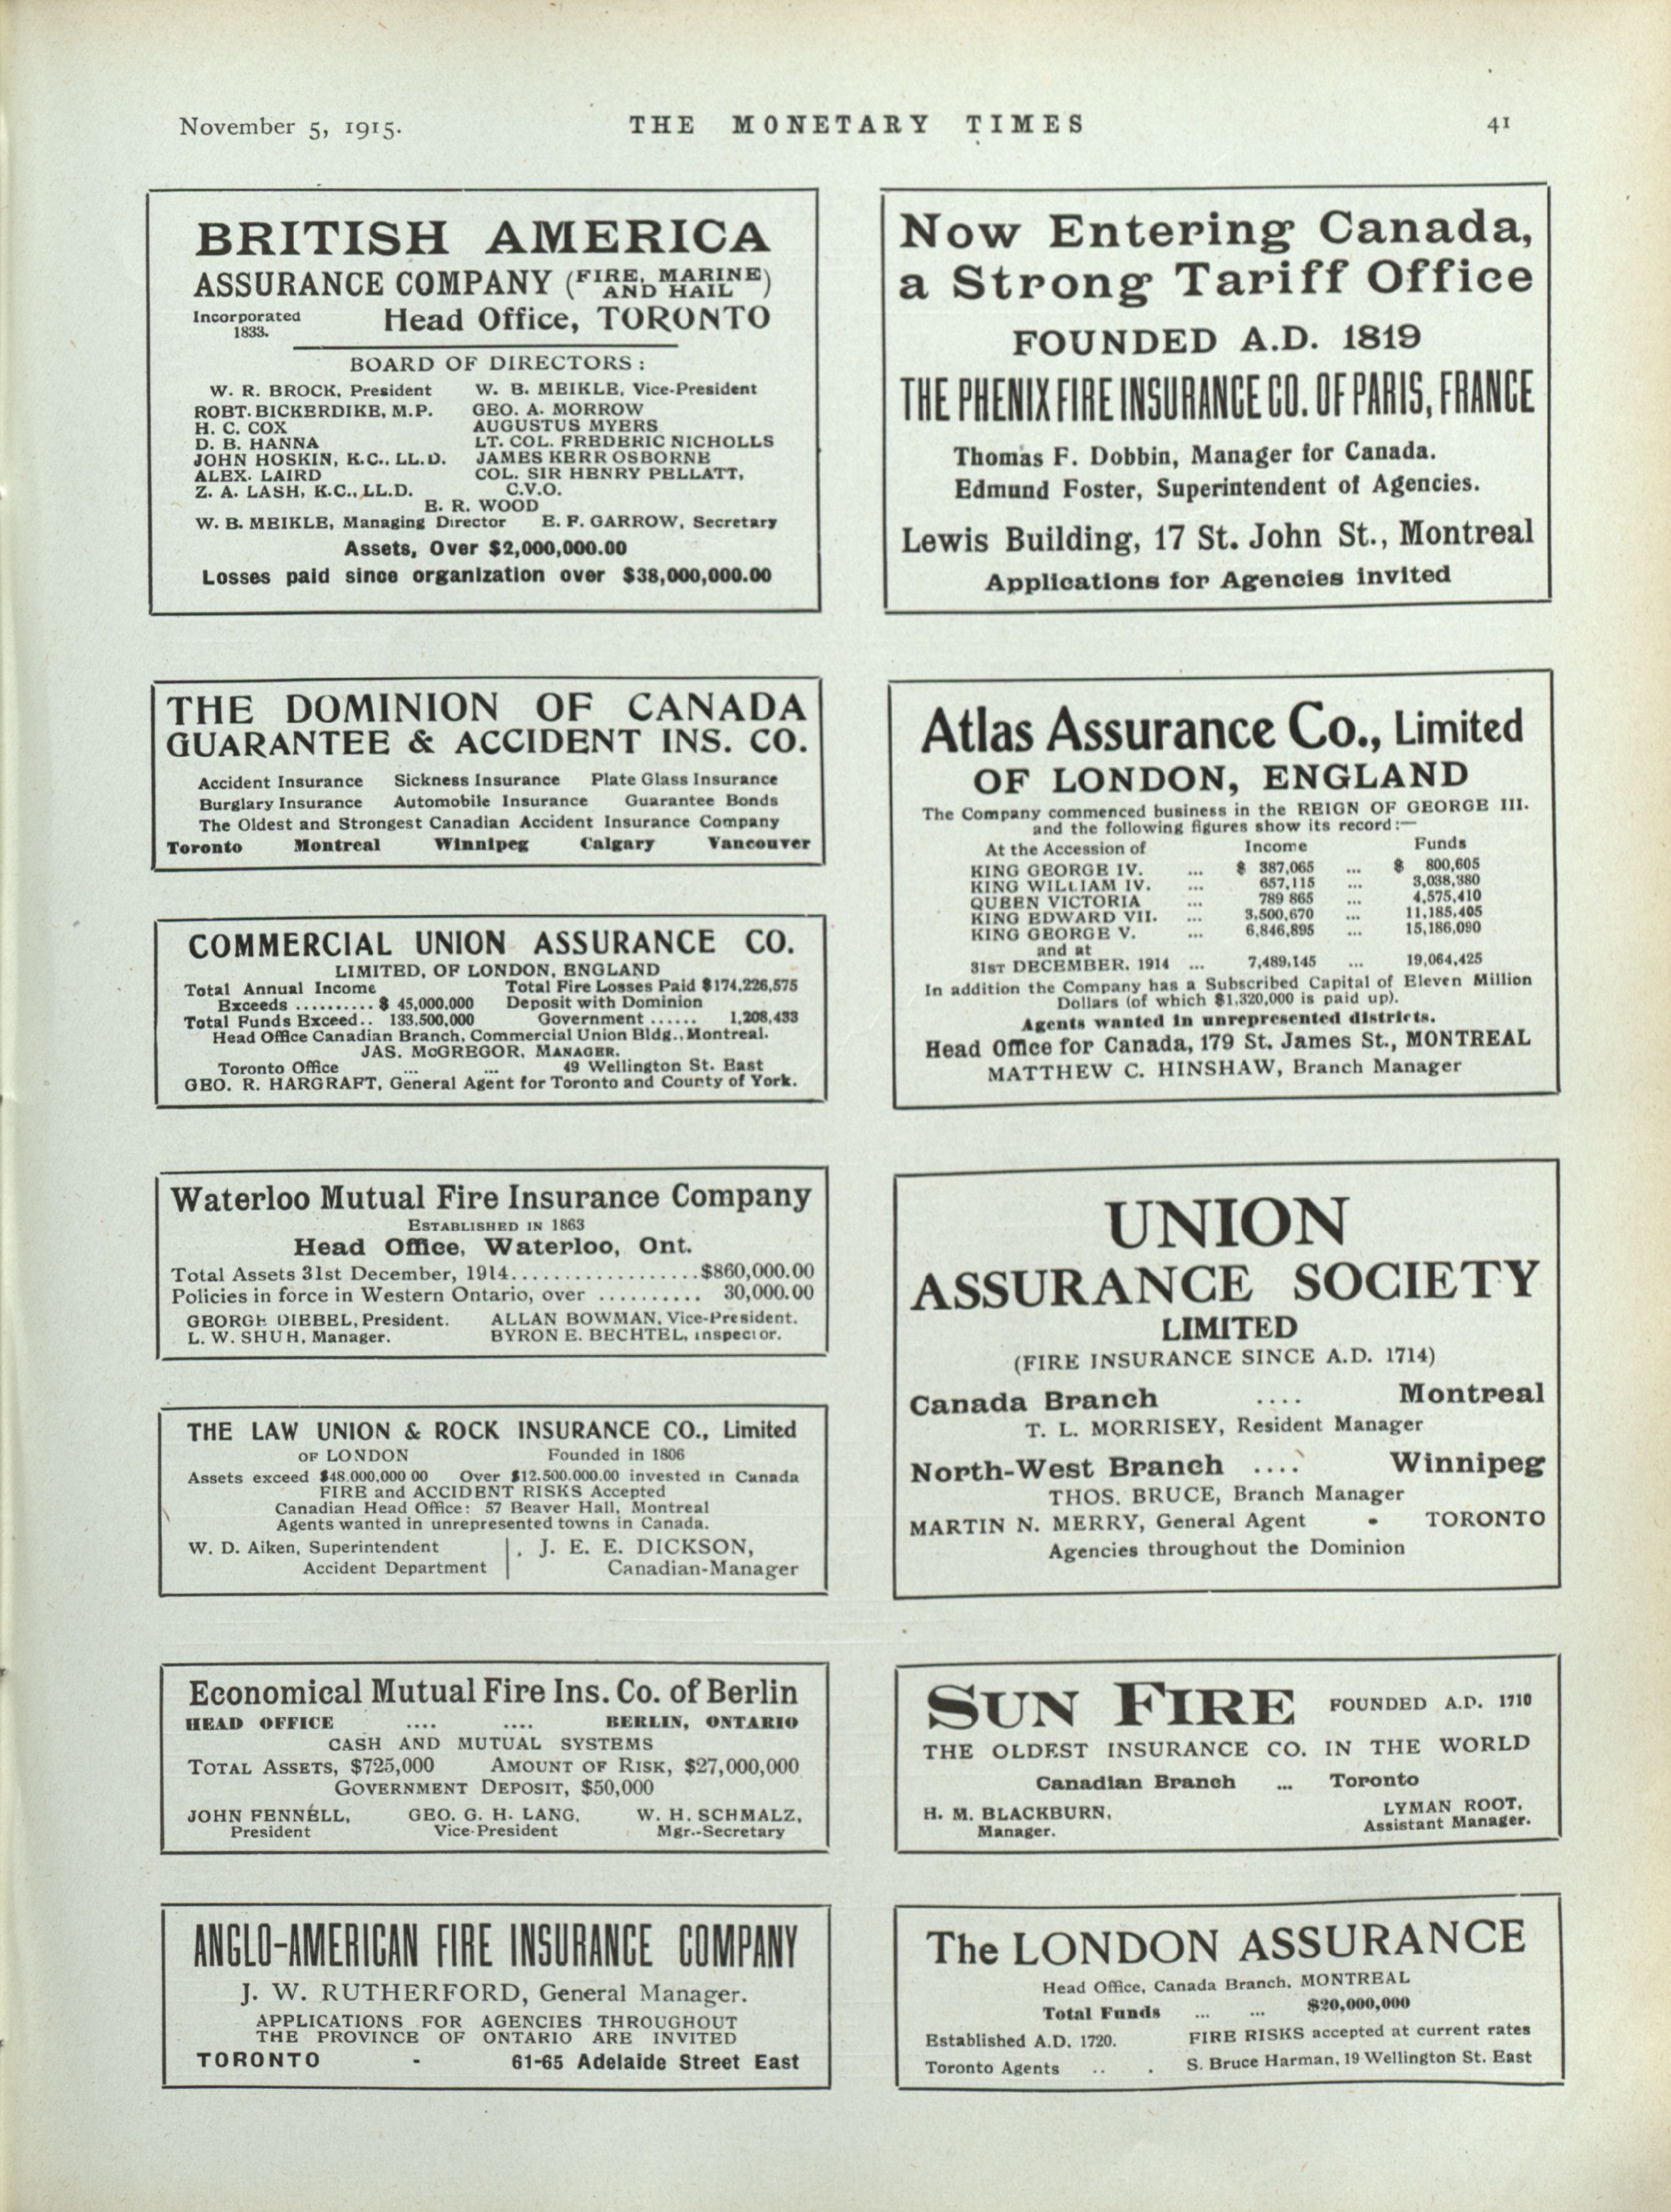 November 5, 1915.
THE MONETARY TIMES
41
BRITISH AMERICA
ASSURANCE COMPANY (FIRE, MARINE AND HAIL)
Incorporated 1833.
Head Office, TORONTO
BOARD OF DIRECTORS:
W. R. BROCK, President W. B. MEIKLE, Vice-President
ROBT. BICKERDIKE, M.P. GEO. A. MORROW
H. C. COX AUGUSTUS MYERS
D. B. HANNA LT. COL. FREDERIC NICHOLLS
JOHN HOSKIN, K.C., LL.D. JAMES KERR OSBORNE
ALEX. LAIRD COL. SIR HENRY PELLATT,
Z. A. LASH, K.C., LL.D. C.V.O.
E. R. WOOD
W. B. MEIKLE, Managing Director E. F. GARROW, Secretary
Assets, Over $2,000,000.00
Losses paid since organization over $38,000,000.00
THE DOMINION OF CANADA
GUARANTEE & ACCIDENT INS. CO.
Accident Insurance Sickness Insurance Plate Glass Insurance
Burglary Insurance Automobile Insurance Guarantee Bonds
The Oldest and Strongest Canadian Accident Insurance Company
Toronto Montreal Winnipeg Calgary Vancouver
COMMERCIAL UNION ASSURANCE CO.
LIMITED, OF LONDON, ENGLAND
Total Annual Income Total Fire Losses Paid $174,226,575
Exceeds .......... $ 45,000,000 Deposit with Dominion
Total Funds Exceed.. 133,500,000 Government ...... 1,208,433
Head Office Canadian Branch, Commercial Union Bldg., Montreal.
JAS. McGREGOR, MANAGER.
Toronto Office ... ... 49 Wellington St. East
GEO. R. HARGRAFT, General Agent for Toronto and County of York.
Waterloo Mutual Fire Insurance Company
ESTABLISHED IN 1863
Head Office, Waterloo, Ont.
Total Assets 31st December, 1914..................$860,000.00
Policies in force in Western Ontario, over .......... 30,000.00
GEORGE DIEBEL, President. ALLAN BOWMAN, Vice-President.
L. W. SHUH, Manager. BYRON E. BECHTEL, Inspector.
THE LAW UNION & ROCK INSURANCE CO., Limited
OF LONDON Founded in 1806
Assets exceed $48.000,000 00 Over $12.500.000.00 invested in Canada
FIRE and ACCIDENT RISKS Accepted
Canadian Head Office: 57 Beaver Hall, Montreal
Agents wanted in unrepresented towns in Canada.
W. D. Aiken, Superintendent J. E. E. DICKSON,
Accident Department Canadian-Manager
Economical Mutual Fire Ins. Co. of Berlin
HEAD OFFICE .... .... BERLIN, ONTARIO
CASH AND MUTUAL SYSTEMS
TOTAL ASSETS, $725,000 AMOUNT OF RISK, $27,000,000
GOVERNMENT DEPOSIT, $50,000
JOHN FENNELL, GEO. G. H. LANG, W. H. SCHMALZ,
President Vice-President Mgr.-Secretary
ANGLO-AMERICAN FIRE INSURANCE COMPANY
J. W. RUTHERFORD, General Manager.
APPLICATIONS FOR AGENCIES THROUGHOUT
THE PROVINCE OF ONTARIO ARE INVITED
TORONTO - 61-65 Adelaide Street East
Now Entering Canada,
a Strong Tariff Office
FOUNDED A.D. 1819
THE PHENIX FIRE INSURANCE CO. OF PARIS, FRANCE
Thomas F. Dobbin, Manager for Canada.
Edmund Foster, Superintendent of Agencies.
Lewis Building, 17 St. John St., Montreal
Applications for Agencies invited
Atlas Assurance Co., Limited
OF LONDON, ENGLAND
The Company commenced business in the REIGN OF GEORGE III.
and the following figures show its record:—
At the Accession of Income Funds
KING GEORGE IV. ... $ 387,065 ... $ 800,605
KING WILLIAM IV. ... 657,115 ... 3,038,380
QUEEN VICTORIA ... 789 865 ... 4,575,410
KING EDWARD VII. ... 3,500,670 ... 11,185,405
KING GEORGE V. ... 6,846,895 ... 15,186,090
and at
31ST DECEMBER, 1914 ... 7,489,145 ... 19,064,425
In addition the Company has a Subscribed Capital of Eleven Million
Dollars (of which $1,320,000 is paid up).
Agents wanted in unrepresented districts.
Head Office for Canada, 179 St. James St., MONTREAL
MATTHEW C. HINSHAW, Branch Manager
UNION
ASSURANCE SOCIETY
LIMITED
(FIRE INSURANCE SINCE A.D. 1714)
Canada Branch .... Montreal
T. L. MORRISEY, Resident Manager
North-West Branch .... Winnipeg
THOS. BRUCE, Branch Manager
MARTIN N. MERRY, General Agent - TORONTO
Agencies throughout the Dominion
SUN FIRE FOUNDED A.D. 1710
THE OLDEST INSURANCE CO. IN THE WORLD
Canadian Branch ... Toronto
H. M. BLACKBURN, LYMAN ROOT,
Manager. Assistant Manager.
The LONDON ASSURANCE
Head Office, Canada Branch, MONTREAL
Total Funds ... ... $20,000,000
Established A.D. 1720. FIRE RISKS accepted at current rates
Toronto Agents .. . S. Bruce Harman, 19 Wellington St. East